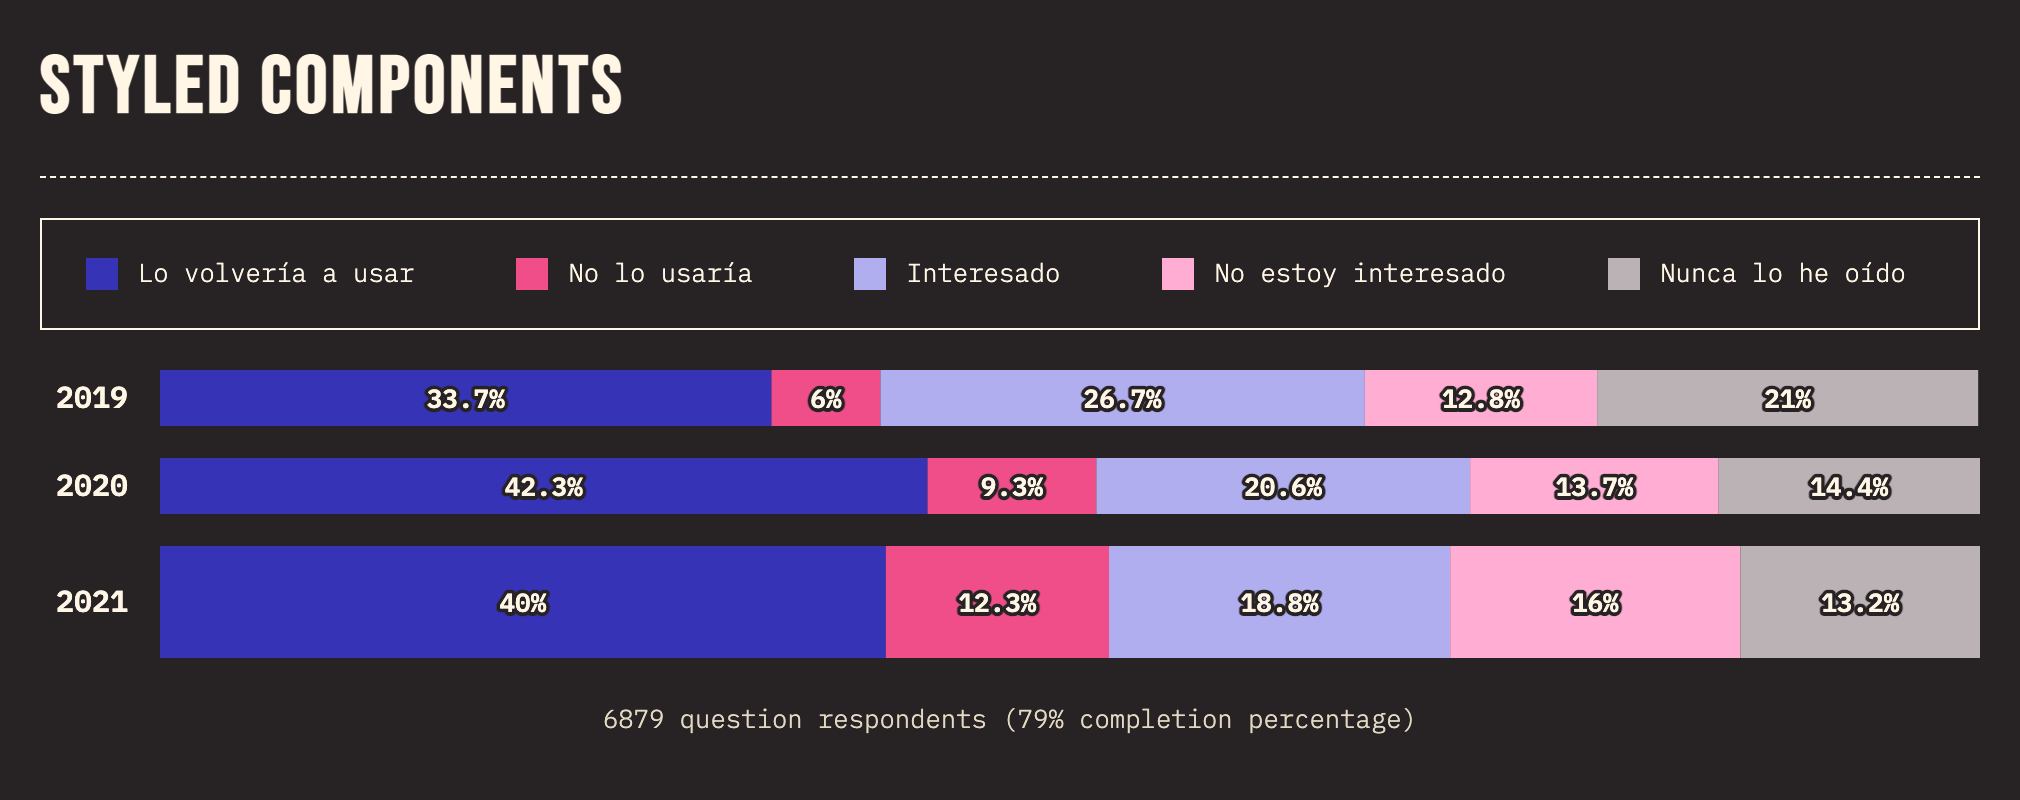 STYLED COMPONENTS
Lo volvería a usar No lo usaría Interesado No estoy interesado Nunca lo he oído
2019 33.7% 6% 26.7% 12.8% 21%
2020 42.3% 9.3% 20.6% 13.7% 14.4%
2021 40% 12.3% 18.8% 16% 13.2%
6879 question respondents (79% completion percentage)